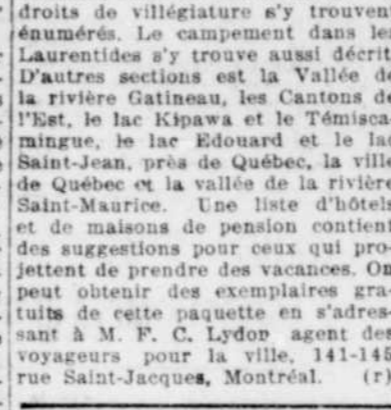 droits de villégiature s'y trouvent
énumérés. Le campement dans les
Laurentides s'y trouve aussi décrit
D'autres sections est la Vallée de
la rivière Gatineau, les Cantons de
l'Est, le lac Kipawa et le Témisca-
mingue, le lac Edouard et le lac
Saint-Jean, près de Québec, la ville
de Québec et la vallée de la rivière
Saint-Maurice. Une liste d'hôtels
et de maisons de pension contient
des suggestions pour ceux qui pro-
jettent de prendre des vacances. On
peut obtenir des exemplaires gra-
tuits de cette paquette en s'adres-
sant à M. F. C. Lydon agent des
voyageurs pour la ville, 141-145
rue Saint-Jacques, Montréal. (r)